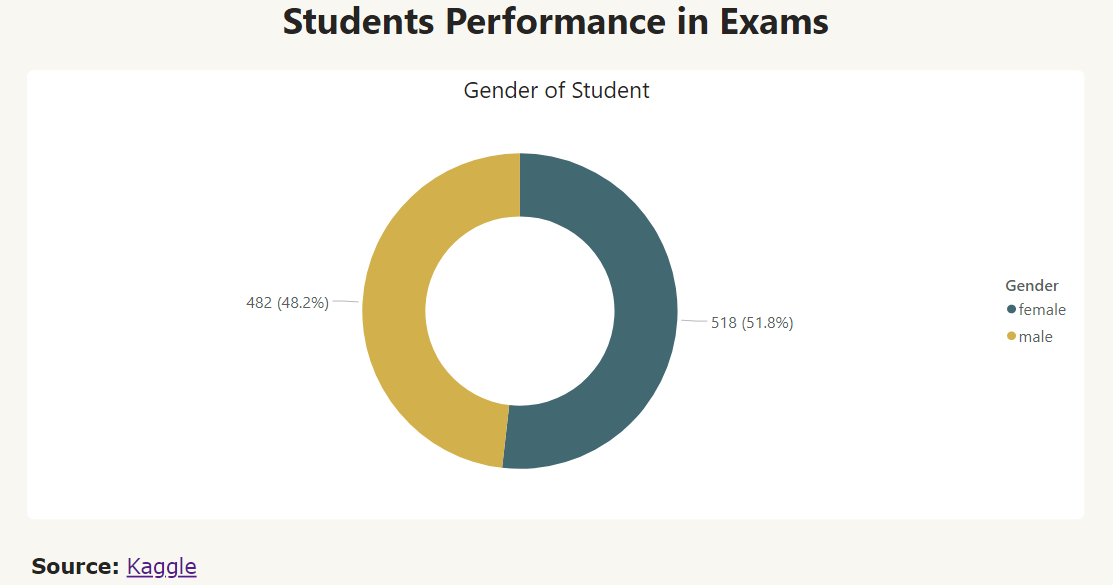 Students Performance in Exams
Gender of Student
482 (48.2%)
518 (51.8%)
Gender
female
male
Source: Kaggle